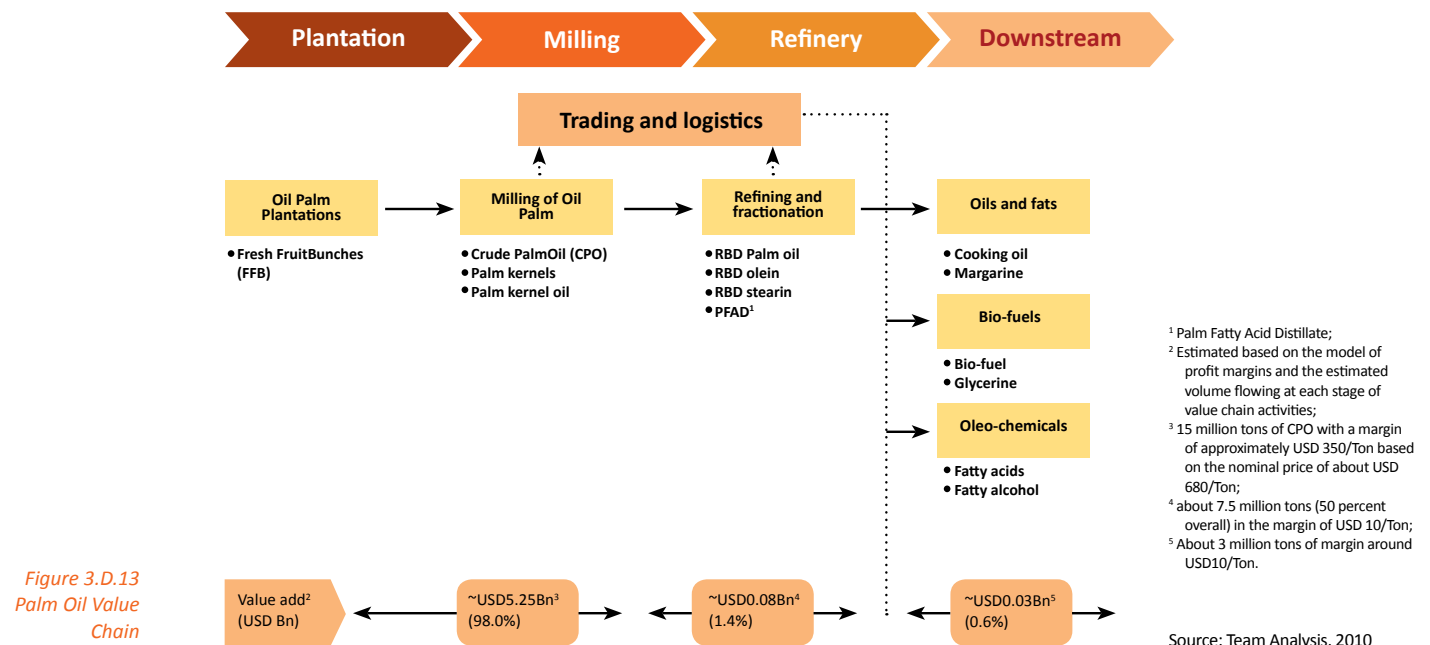 Plantation
Milling
Refinery
Downstream
Trading and logistics
Oil Palm
Plantations
Milling of Oil
Palm
Refining and
fractionation
Oils and fats
• Fresh FruitBunches
(FFB)
• Crude PalmOil (CPO)
• Palm kernels
• Palm kernel oil
• RBD Palm oil
• RBD olein
• RBD stearin
• PFAD¹
• Cooking oil
• Margarine
Bio-fuels
• Bio-fuel
• Glycerine
Oleo-chemicals
• Fatty acids
• Fatty alcohol
¹ Palm Fatty Acid Distillate;
² Estimated based on the model of
profit margins and the estimated
volume flowing at each stage of
value chain activities;
³ 15 million tons of CPO with a margin
of approximately USD 350/Ton based
on the nominal price of about USD
680/Ton;
⁴ about 7.5 million tons (50 percent
overall) in the margin of USD 10/Ton;
⁵ About 3 million tons of margin around
USD10/Ton.
Figure 3.D.13
Palm Oil Value
Chain
Value add²
(USD Bn)
~USD5.25Bn³
(98.0%)
~USD0.08Bn⁴
(1.4%)
~USD0.03Bn⁵
(0.6%)
Source: Team Analysis, 2010